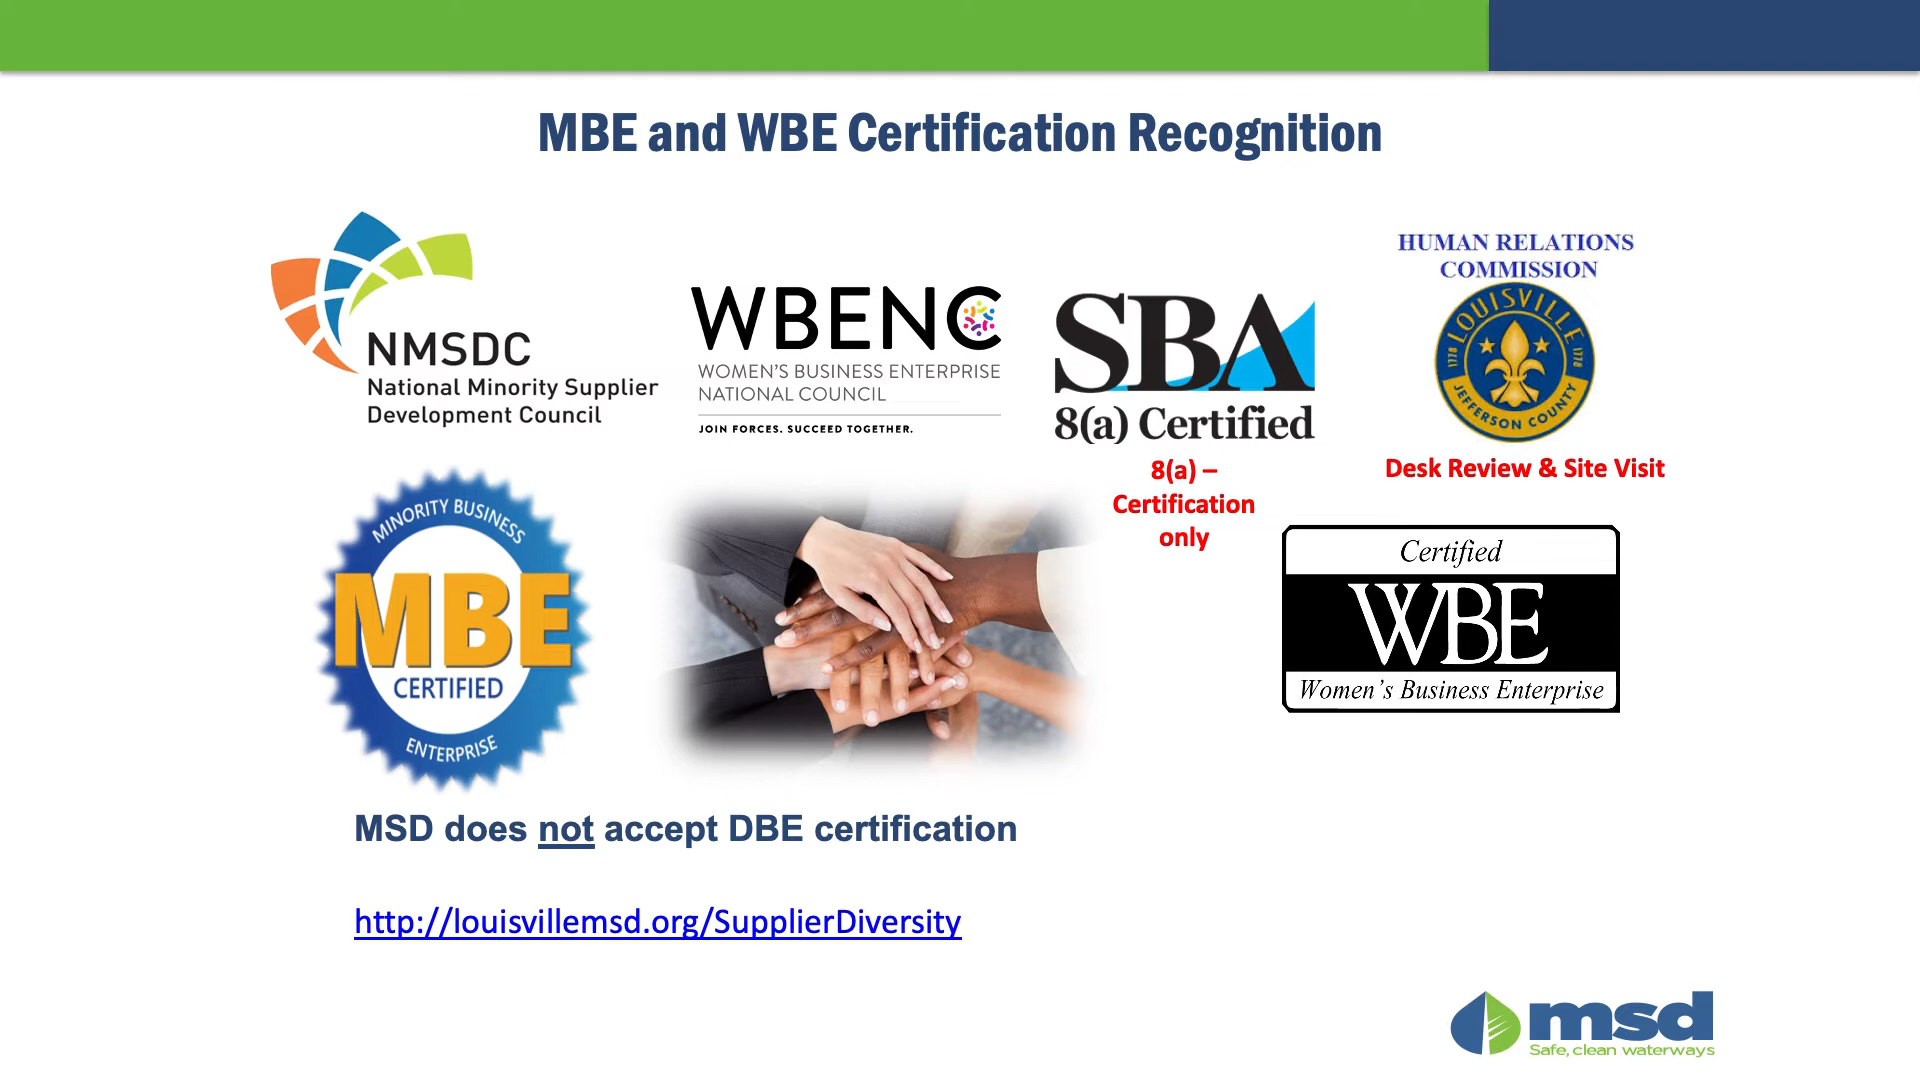 MBE and WBE Certification Recognition
NMSDC
National Minority Supplier
Development Council
WBENC
WOMEN'S BUSINESS ENTERPRISE
NATIONAL COUNCIL
JOIN FORCES. SUCCEED TOGETHER.
SBA
8(a) Certified
8(a) –
Certification
only
HUMAN RELATIONS
COMMISSION
LOUISVILLE
1778 1778
JEFFERSON COUNTY
Desk Review & Site Visit
MINORITY BUSINESS
MBE
CERTIFIED
ENTERPRISE
Certified
WBE
Women's Business Enterprise
MSD does not accept DBE certification
http://louisvillemsd.org/SupplierDiversity
msd
Safe, clean waterways